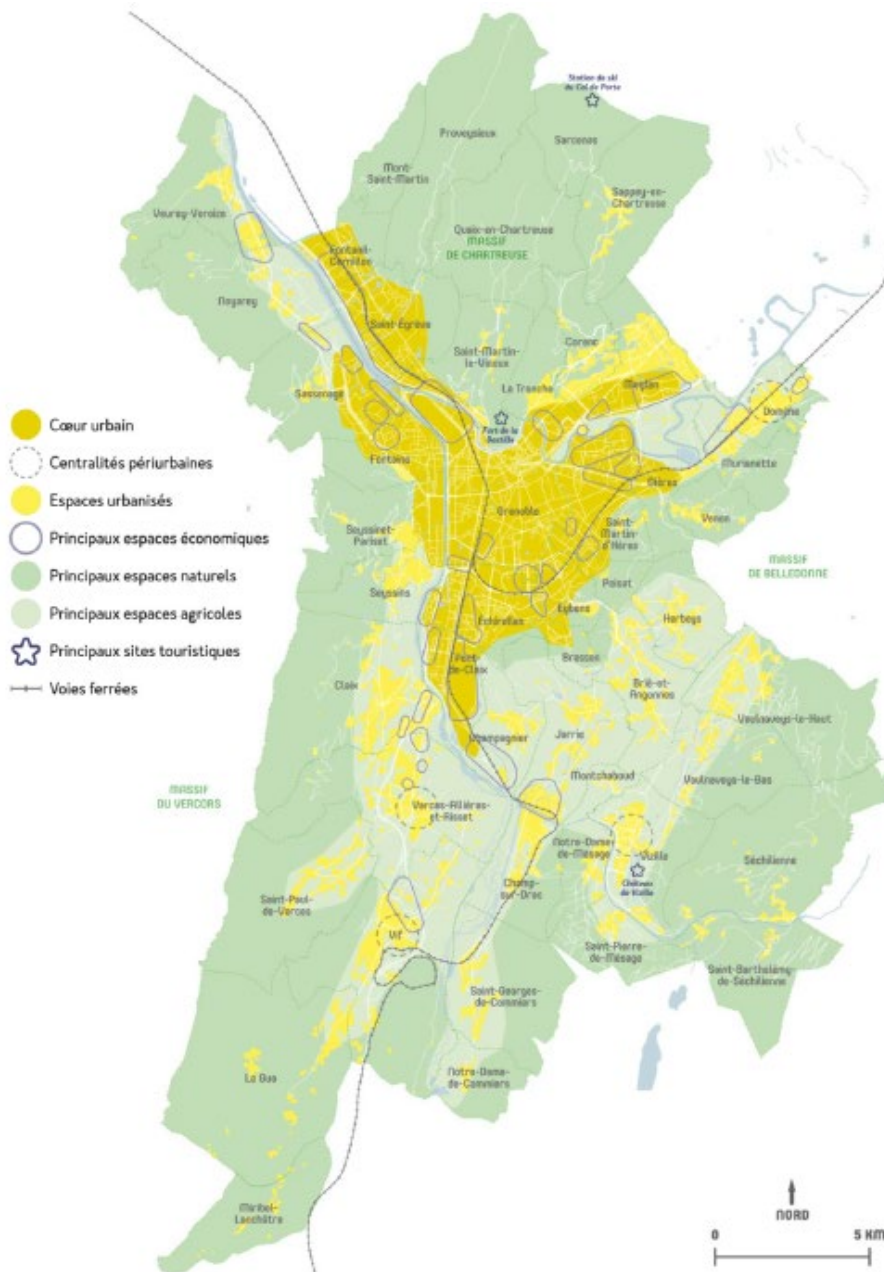 Station de ski
du Col de Porte
Proveysieux
Sarcenas
Mont-
Saint-Martin
Sappey-en-
Chartreuse
Veurey-Voroize
Quaix-en-Chartreuse
MASSIF
DE CHARTREUSE
Fontanil-
Cornillon
Noyarey
Saint-Egrève
Saint-Martin-
le-Vinoux
Corenc
La Tronche
Meylan
Sassenage
Domène
Fort de la
Bastille
Fontaine
Murianette
Gières
Grenoble
Venon
Seyssinet-
Pariset
Saint-
Martin-
d'Hères
MASSIF
DE BELLEDONNE
Poisat
Seyssins
Eybens
Échirolles
Herbeys
Pont-
de-Claix
Bresson
Claix
Brié-et-
Angonnes
Vaulnaveys-le-Haut
Champagnier
Jarrie
Montchaboud
Vaulnaveys-le-Bas
MASSIF
DU VERCORS
Varces-Allières-
et-Risset
Notre-Dame-
de-Mésage
Vizille
Séchilienne
Château
de Vizille
Champ-
sur-Drac
Saint-Paul-
de-Varces
Vif
Saint-Pierre-
de-Mésage
Saint-Barthélémy-
de-Séchilienne
Saint-Georges-
de-Commiers
Le Gua
Notre-Dame-
de-Commiers
Miribel-
Lanchâtre
Cœur urbain
Centralités périurbaines
Espaces urbanisés
Principaux espaces économiques
Principaux espaces naturels
Principaux espaces agricoles
Principaux sites touristiques
Voies ferrées
NORD
0 5 KM